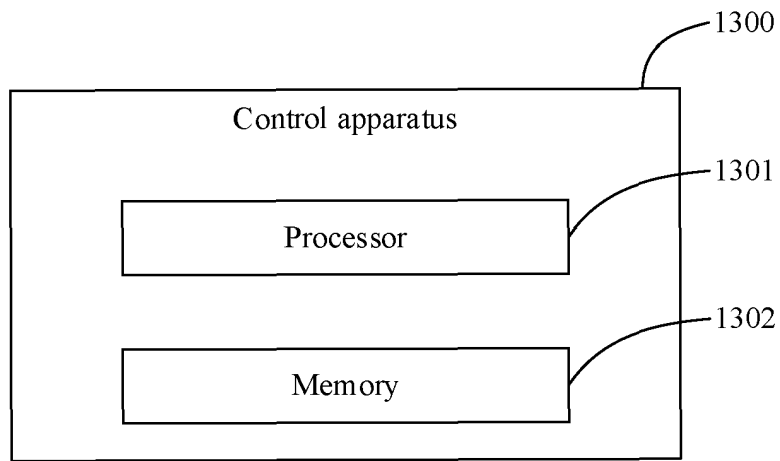 1300
Control apparatus
1301
Processor
1302
Memory